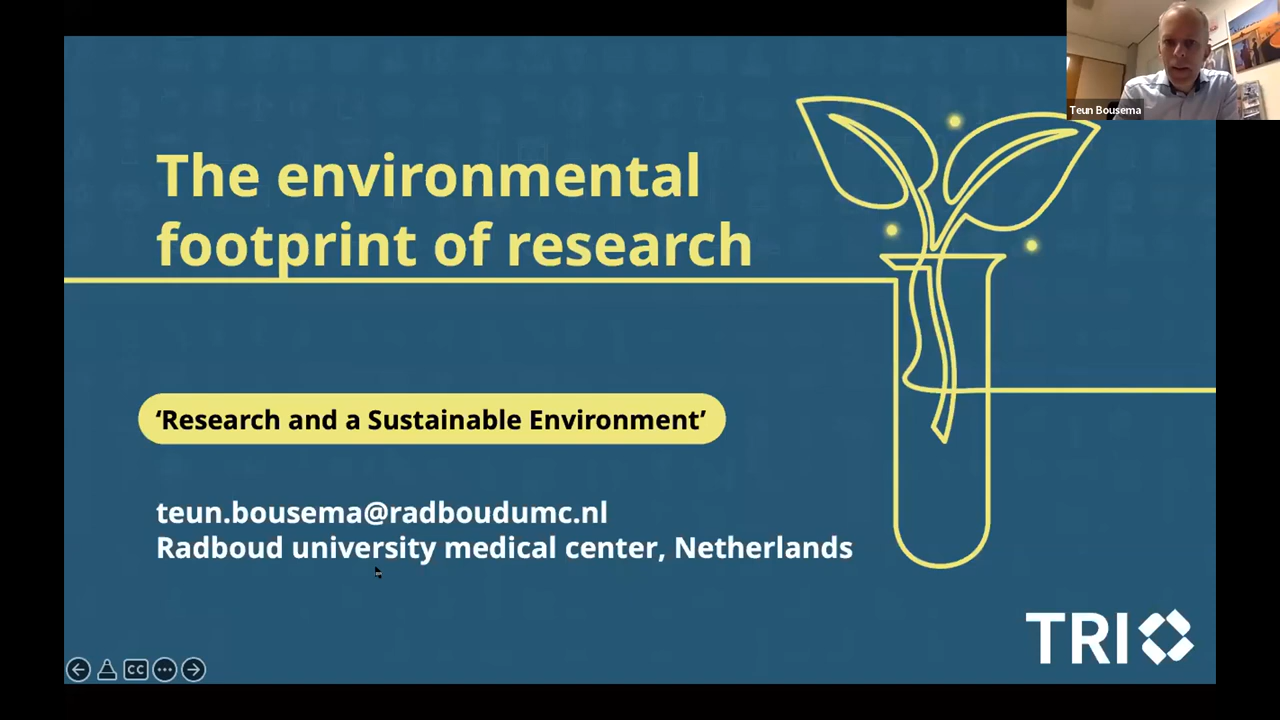 Teun Bousema
The environmental
footprint of research
‘Research and a Sustainable Environment’
teun.bousema@radboudumc.nl
Radboud university medical center, Netherlands
TRI
CC